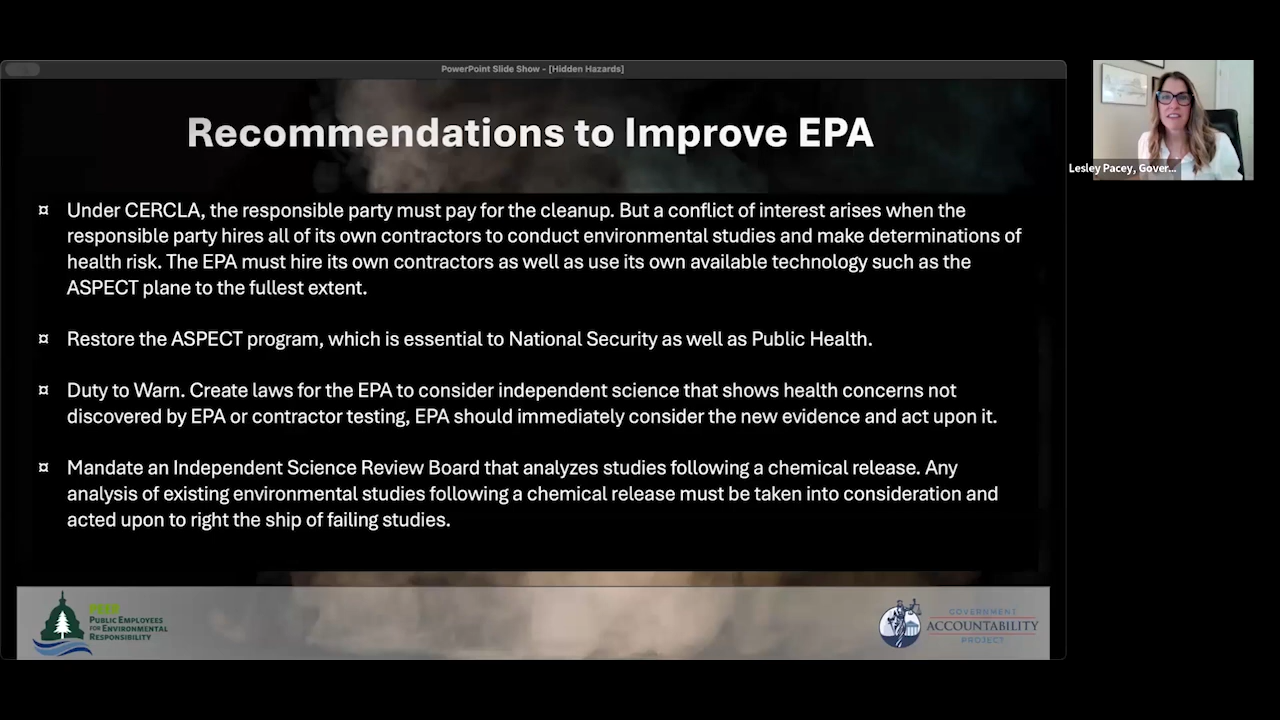 PowerPoint Slide Show - [Hidden Hazards]
Recommendations to Improve EPA
¤ Under CERCLA, the responsible party must pay for the cleanup. But a conflict of interest arises when the
responsible party hires all of its own contractors to conduct environmental studies and make determinations of
health risk. The EPA must hire its own contractors as well as use its own available technology such as the
ASPECT plane to the fullest extent.
¤ Restore the ASPECT program, which is essential to National Security as well as Public Health.
¤ Duty to Warn. Create laws for the EPA to consider independent science that shows health concerns not
discovered by EPA or contractor testing, EPA should immediately consider the new evidence and act upon it.
¤ Mandate an Independent Science Review Board that analyzes studies following a chemical release. Any
analysis of existing environmental studies following a chemical release must be taken into consideration and
acted upon to right the ship of failing studies.
PEER
PUBLIC EMPLOYEES
FOR ENVIRONMENTAL
RESPONSIBILITY
GOVERNMENT
ACCOUNTABILITY
PROJECT
Lesley Pacey, Gover...